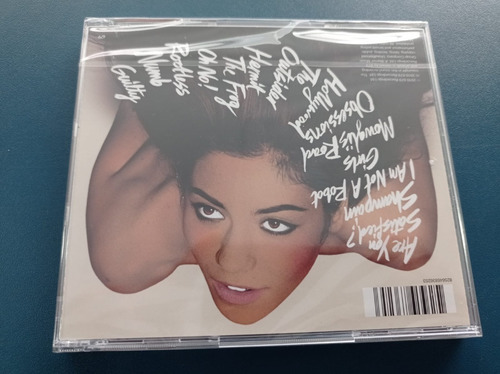 Are You
Satisfied?
Shampain
I Am Not A Robot
Girls
Mowgli's Road
Obsessions
Hollywood
The
Outsider
Hermit
The Frog
Oh No!
Rootless
Numb
Guilty